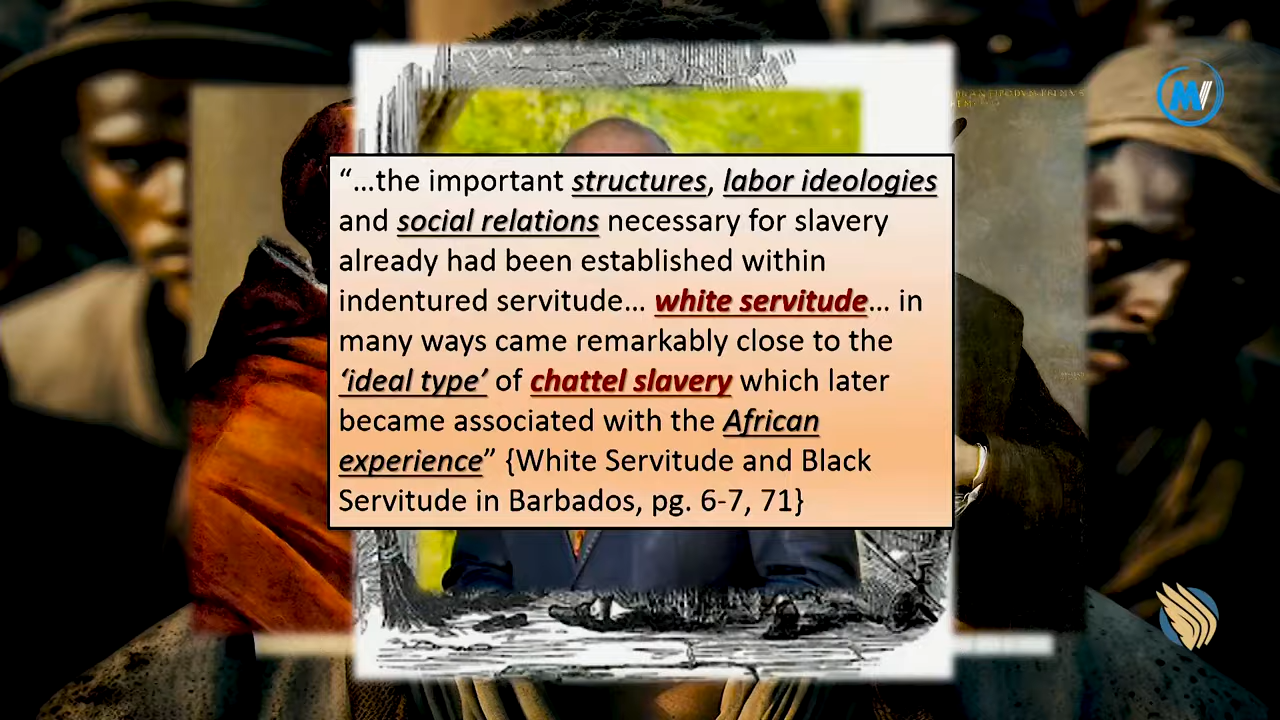 “…the important structures, labor ideologies
and social relations necessary for slavery
already had been established within
indentured servitude… white servitude… in
many ways came remarkably close to the
‘ideal type’ of chattel slavery which later
became associated with the African
experience” {White Servitude and Black
Servitude in Barbados, pg. 6-7, 71}
MV